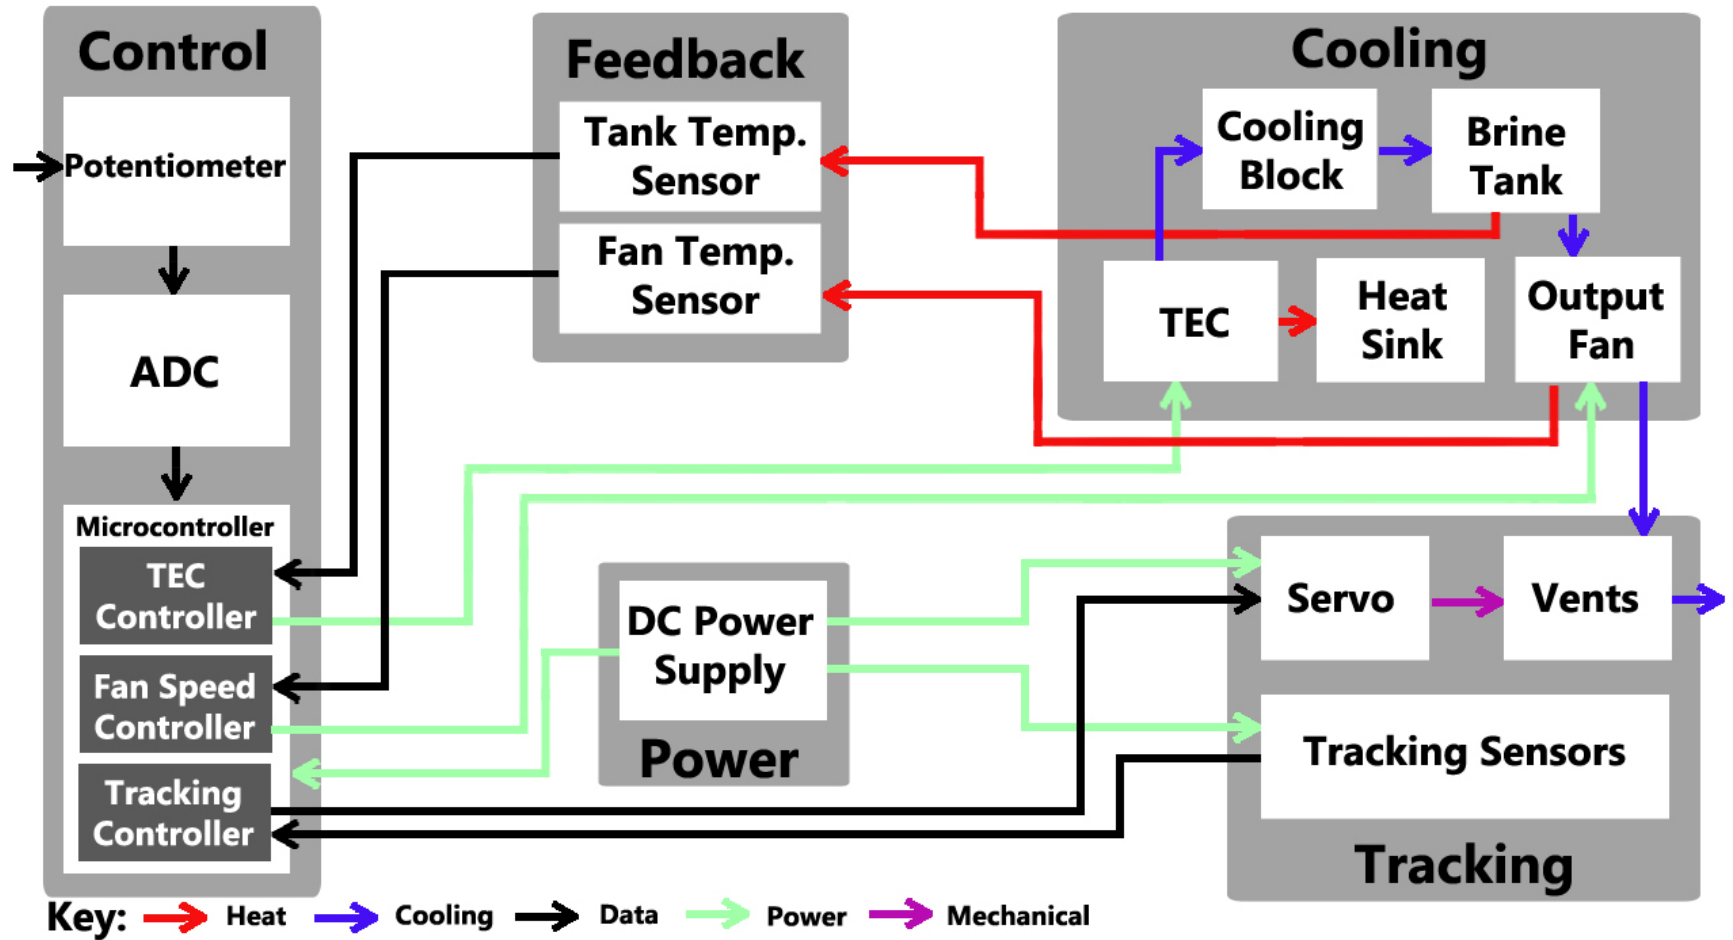 Control
Potentiometer
ADC
Microcontroller
TEC
Controller
Fan Speed
Controller
Tracking
Controller
Feedback
Tank Temp.
Sensor
Fan Temp.
Sensor
Cooling
Cooling
Block
Brine
Tank
TEC
Heat
Sink
Output
Fan
DC Power
Supply
Power
Servo
Vents
Tracking Sensors
Tracking
Key: Heat Cooling Data Power Mechanical